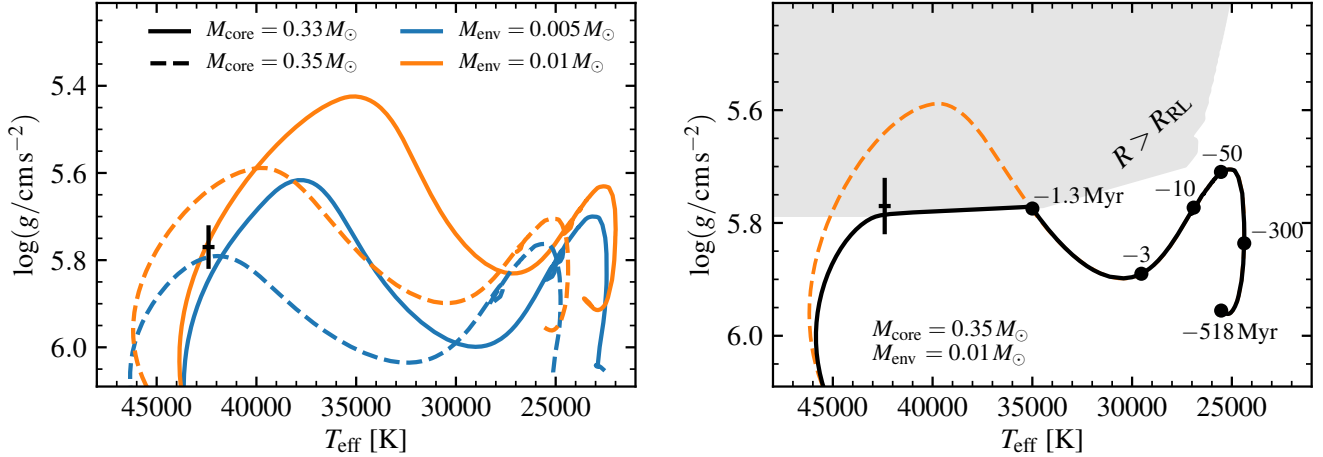 M_core = 0.33 M_⊙
M_env = 0.005 M_⊙
M_core = 0.35 M_⊙
M_env = 0.01 M_⊙
5.4
5.6
5.8
6.0
log(g/cm s⁻²)
45000 40000 35000 30000 25000
T_eff [K]
5.6
5.8
6.0
log(g/cm s⁻²)
R > R_RL
−50
−10
−1.3 Myr
−300
−3
−518 Myr
M_core = 0.35 M_⊙
M_env = 0.01 M_⊙
45000 40000 35000 30000 25000
T_eff [K]